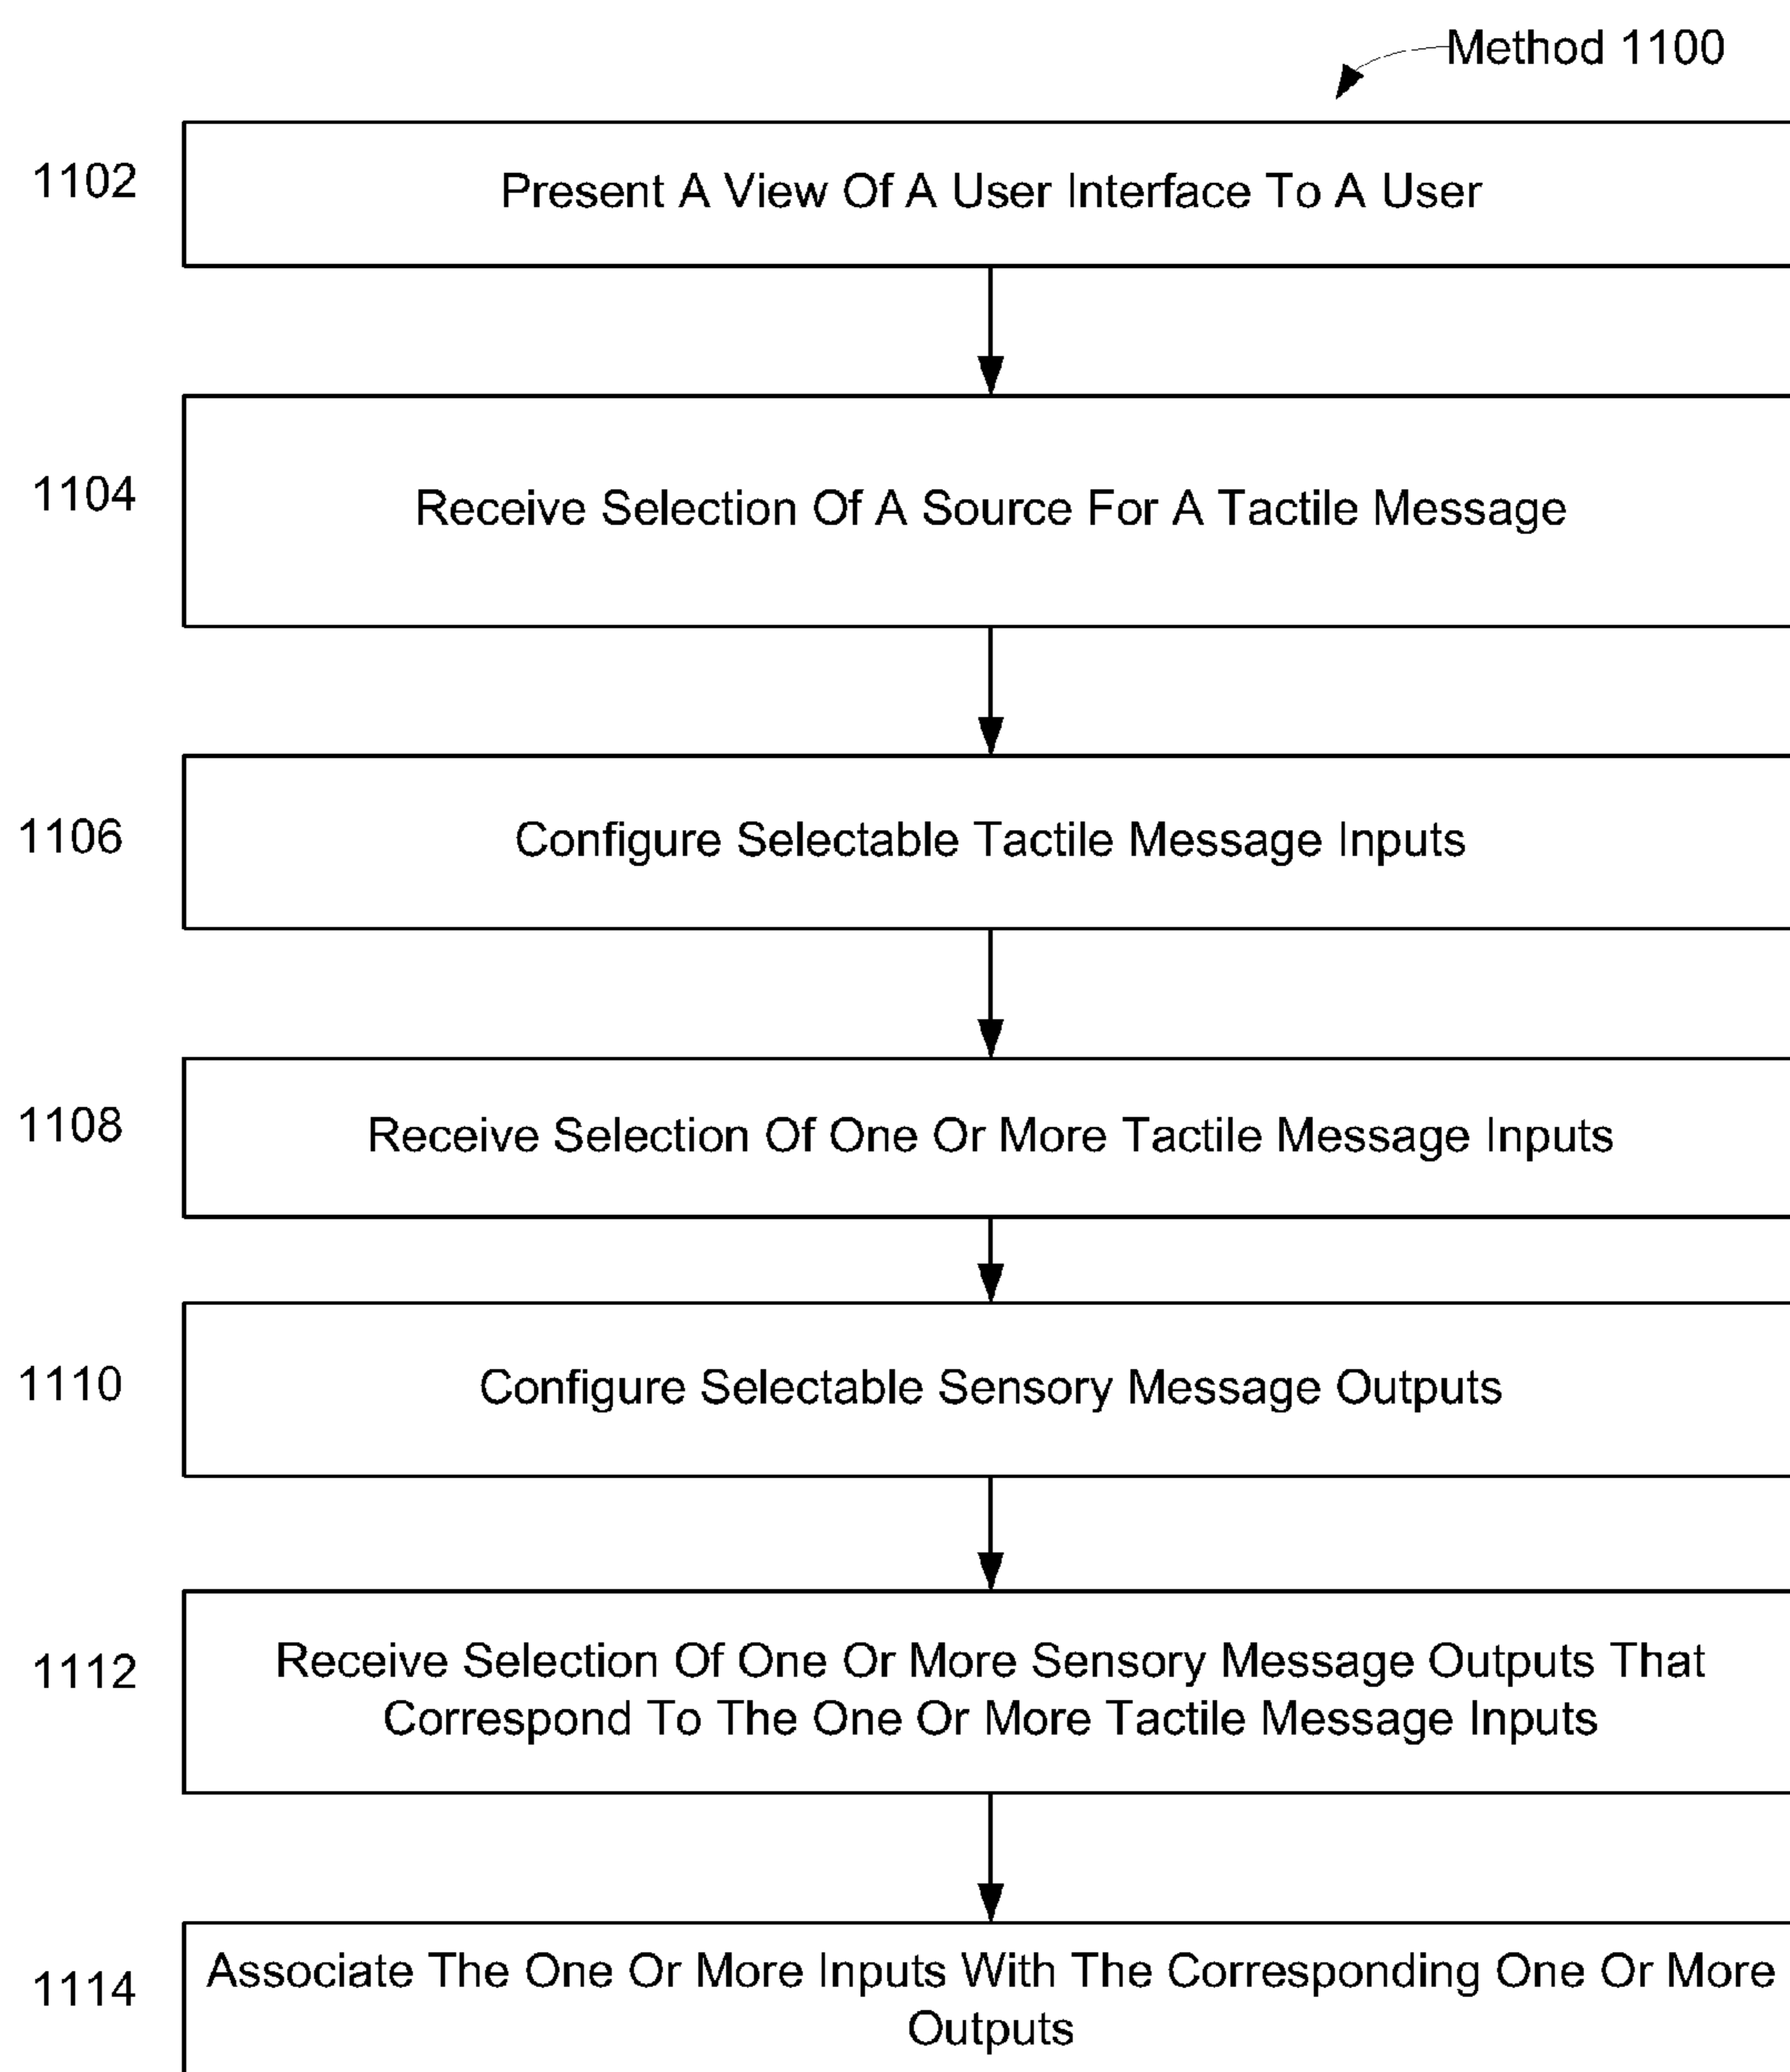 Method 1100
1102
Present A View Of A User Interface To A User
1104
Receive Selection Of A Source For A Tactile Message
1106
Configure Selectable Tactile Message Inputs
1108
Receive Selection Of One Or More Tactile Message Inputs
1110
Configure Selectable Sensory Message Outputs
1112
Receive Selection Of One Or More Sensory Message Outputs That
Correspond To The One Or More Tactile Message Inputs
1114
Associate The One Or More Inputs With The Corresponding One Or More
Outputs